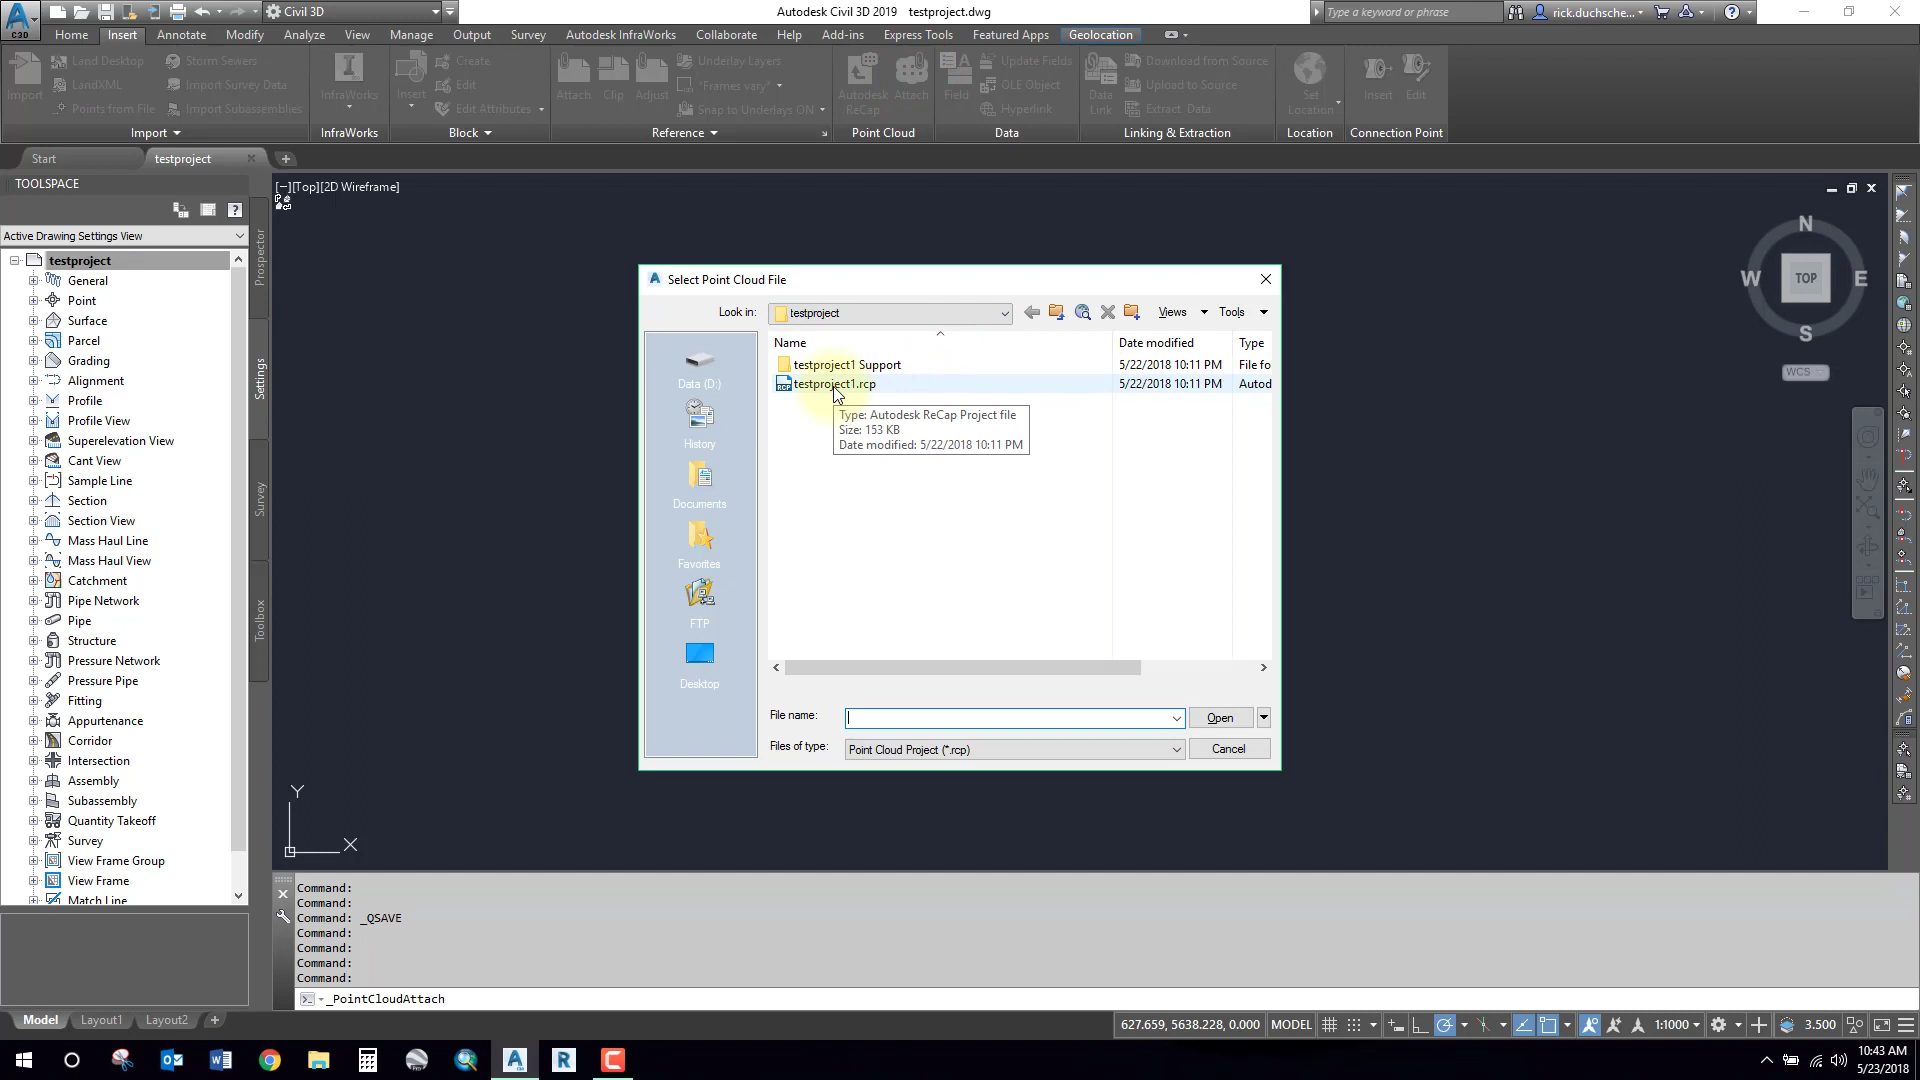 Civil 3D
Autodesk Civil 3D 2019 testproject.dwg
Type a keyword or phrase
rick.duchsche...
C3D
Home Insert Annotate Modify Analyze View Manage Output Survey Autodesk InfraWorks Collaborate Help Add-ins Express Tools Featured Apps Geolocation
Land Desktop
Storm Sewers
Create
Underlay Layers
Update Fields
Download from Source
LandXML
Import Survey Data
Edit
*Frames vary*
OLE Object
Upload to Source
Import
InfraWorks
Insert
Attach
Clip
Adjust
Autodesk
ReCap
Attach
Field
Data
Link
Set
Location
Insert
Edit
Points from File
Import Subassemblies
Edit Attributes
Snap to Underlays ON
Hyperlink
Extract Data
Import InfraWorks Block Reference Point Cloud Data Linking & Extraction Location Connection Point
Start testproject
TOOLSPACE
[−][Top][2D Wireframe]
Active Drawing Settings View
testproject
General
Point
Surface
Parcel
Grading
Alignment
Profile
Profile View
Superelevation View
Cant View
Sample Line
Section
Section View
Mass Haul Line
Mass Haul View
Catchment
Pipe Network
Pipe
Structure
Pressure Network
Pressure Pipe
Fitting
Appurtenance
Corridor
Intersection
Assembly
Subassembly
Quantity Takeoff
Survey
View Frame Group
View Frame
Match Line
Prospector
Settings
Survey
Toolbox
Select Point Cloud File
Look in: testproject
Views Tools
Name Date modified Type
testproject1 Support 5/22/2018 10:11 PM File fo
testproject1.rcp 5/22/2018 10:11 PM Autod
Type: Autodesk ReCap Project file
Size: 153 KB
Date modified: 5/22/2018 10:11 PM
Data (D:)
History
Documents
Favorites
FTP
Desktop
File name:
Open
Files of type: Point Cloud Project (*.rcp)
Cancel
N
W TOP E
S
WCS
Y
X
Command:
Command:
Command: _QSAVE
Command:
Command:
Command:
Command:
_PointCloudAttach
Model Layout1 Layout2
627.659, 5638.228, 0.000 MODEL
1:1000
3.500
10:43 AM
5/23/2018